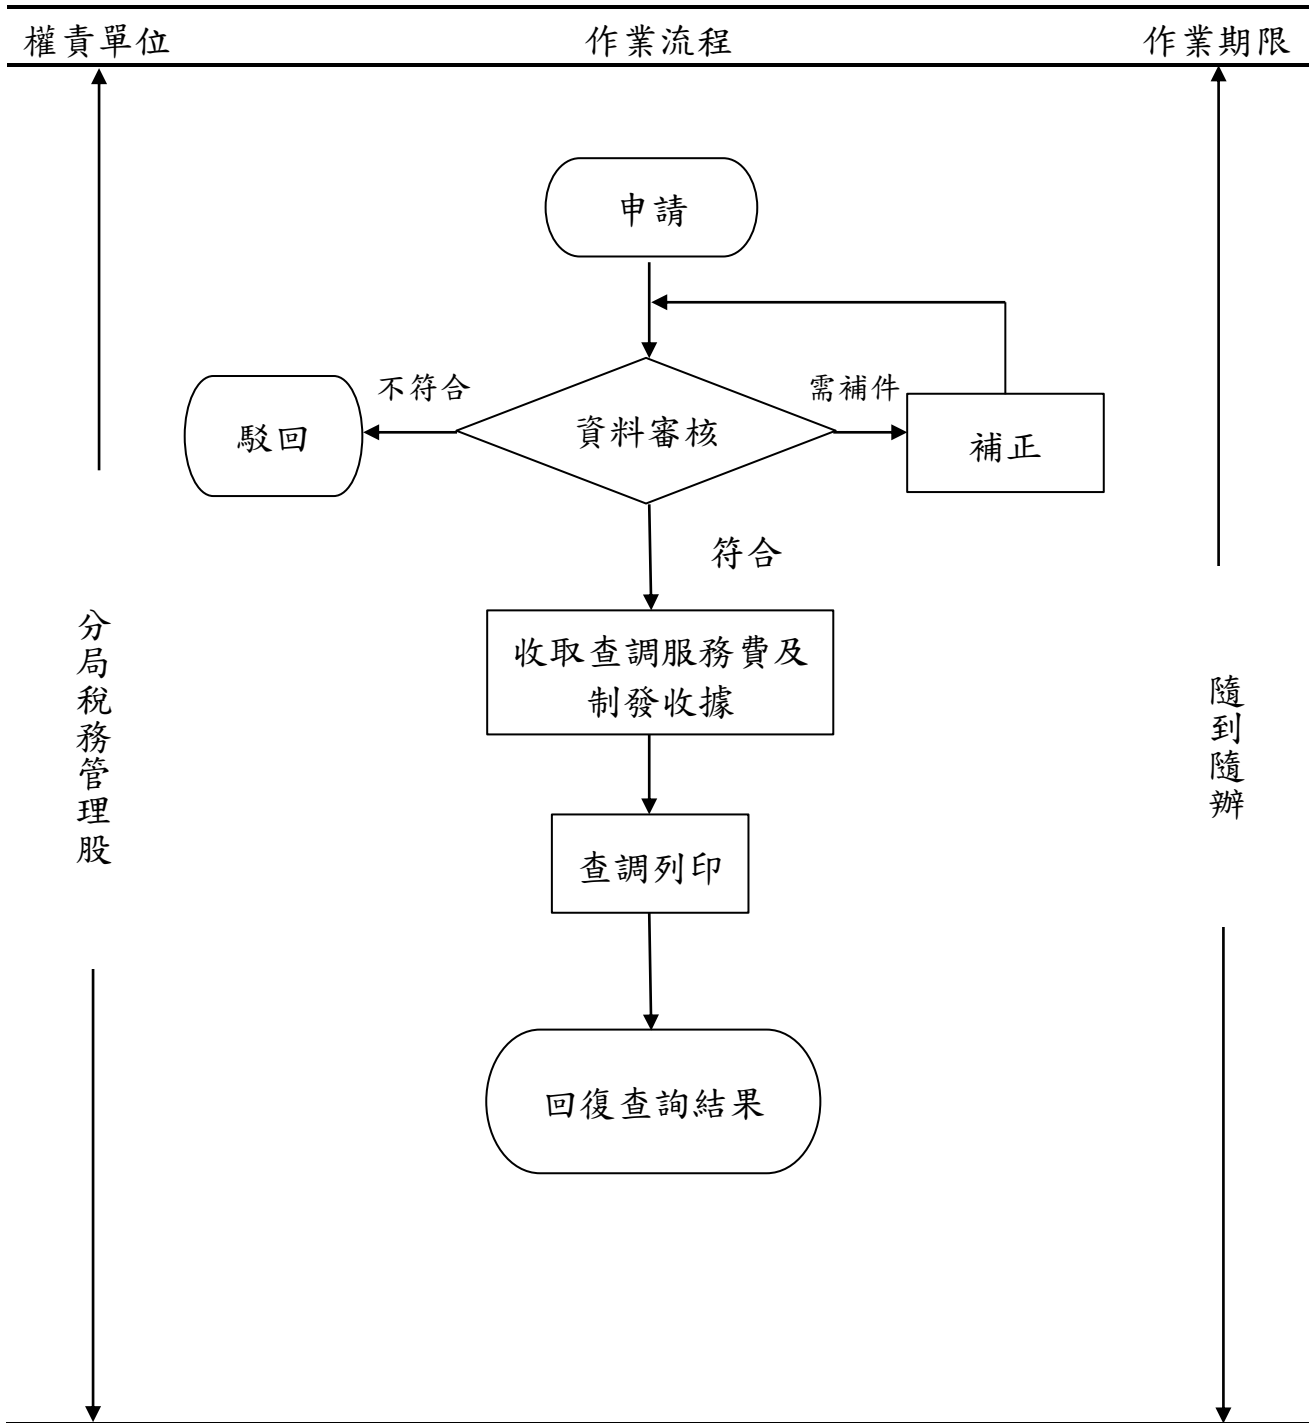 權責單位
作業流程
作業期限
申請
不符合
需補件
駁回
資料審核
補正
符合
收取查調服務費及
制發收據
查調列印
回復查詢結果
分局稅務管理股
隨到隨辦